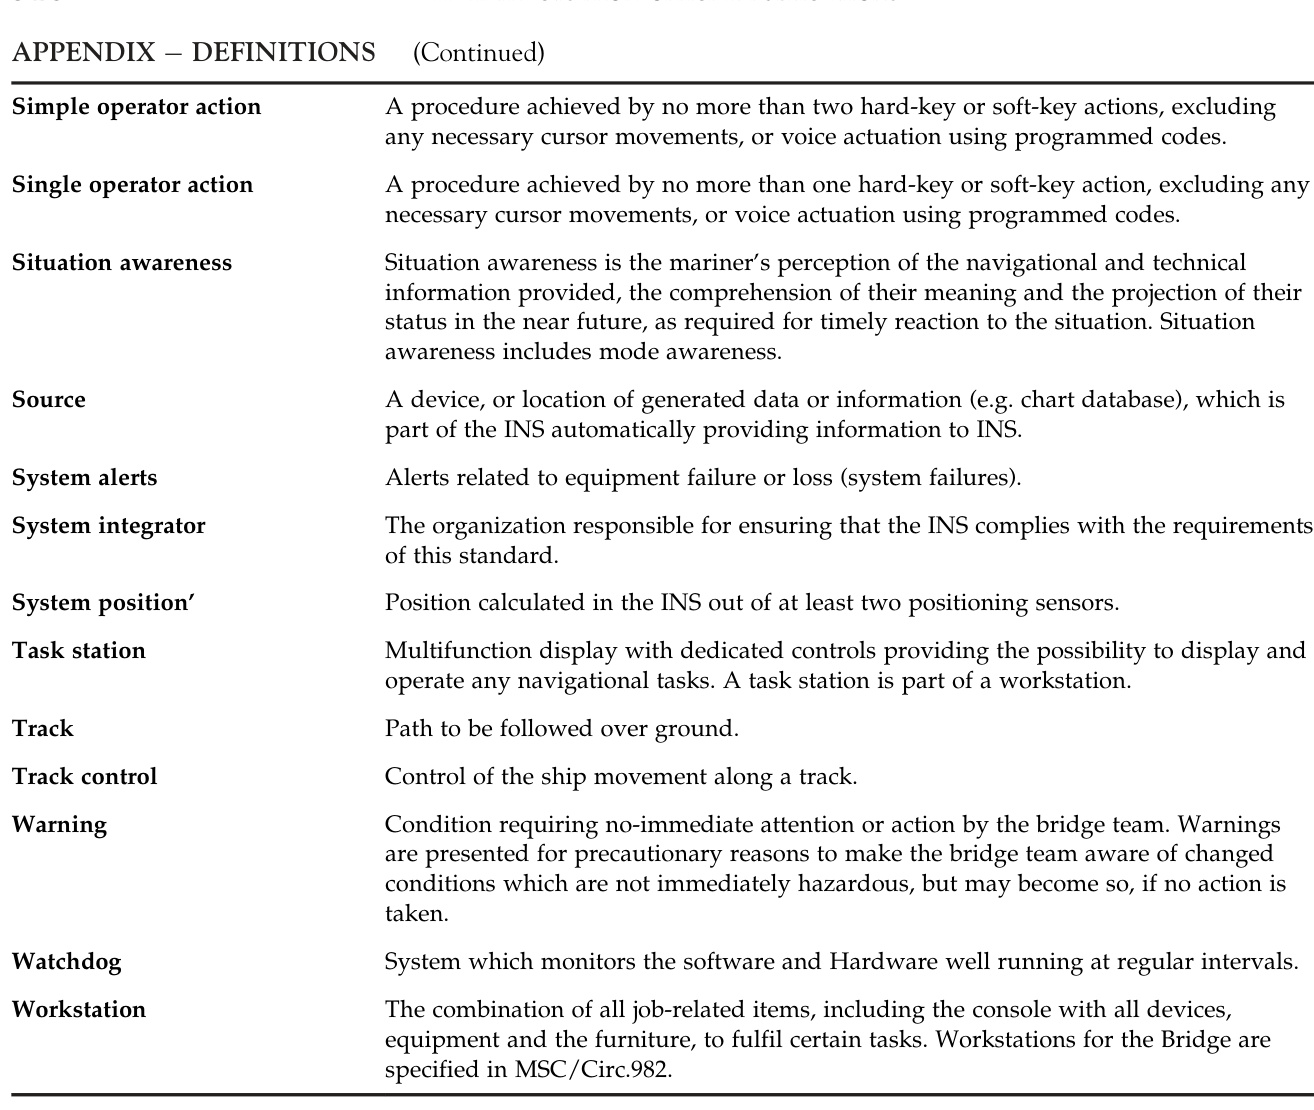 APPENDIX – DEFINITIONS (Continued)
Simple operator action A procedure achieved by no more than two hard-key or soft-key actions, excluding
any necessary cursor movements, or voice actuation using programmed codes.
Single operator action A procedure achieved by no more than one hard-key or soft-key action, excluding any
necessary cursor movements, or voice actuation using programmed codes.
Situation awareness Situation awareness is the mariner’s perception of the navigational and technical
information provided, the comprehension of their meaning and the projection of their
status in the near future, as required for timely reaction to the situation. Situation
awareness includes mode awareness.
Source A device, or location of generated data or information (e.g. chart database), which is
part of the INS automatically providing information to INS.
System alerts Alerts related to equipment failure or loss (system failures).
System integrator The organization responsible for ensuring that the INS complies with the requirements
of this standard.
System position’ Position calculated in the INS out of at least two positioning sensors.
Task station Multifunction display with dedicated controls providing the possibility to display and
operate any navigational tasks. A task station is part of a workstation.
Track Path to be followed over ground.
Track control Control of the ship movement along a track.
Warning Condition requiring no-immediate attention or action by the bridge team. Warnings
are presented for precautionary reasons to make the bridge team aware of changed
conditions which are not immediately hazardous, but may become so, if no action is
taken.
Watchdog System which monitors the software and Hardware well running at regular intervals.
Workstation The combination of all job-related items, including the console with all devices,
equipment and the furniture, to fulfil certain tasks. Workstations for the Bridge are
specified in MSC/Circ.982.